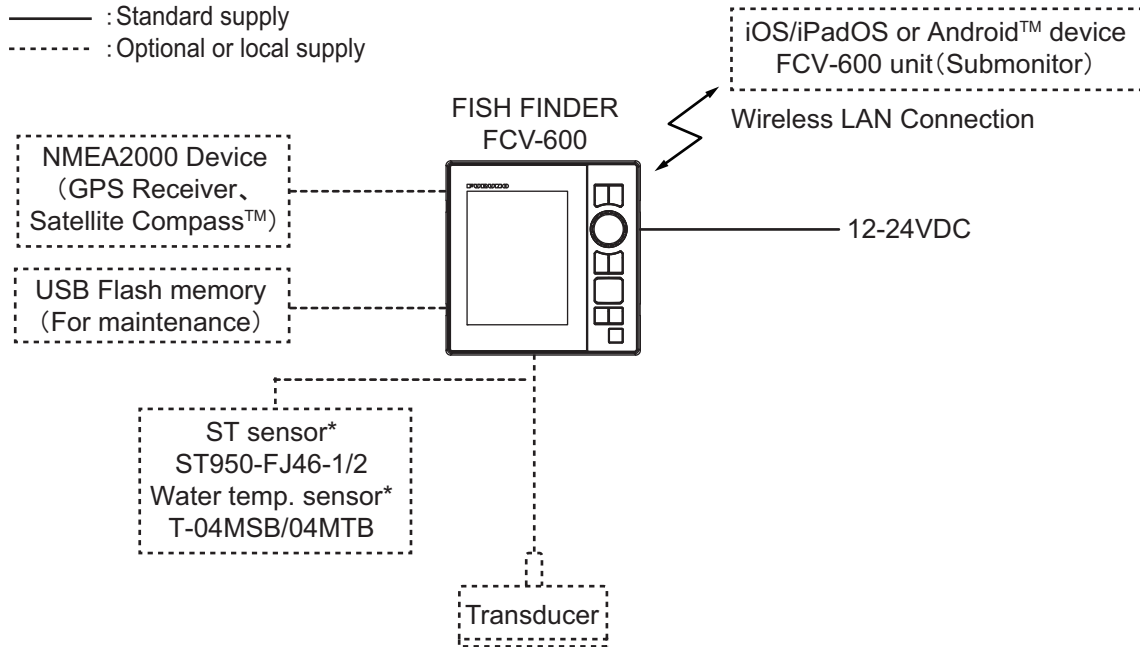 : Standard supply
: Optional or local supply
iOS/iPadOS or Android™ device
FCV-600 unit（Submonitor）
Wireless LAN Connection
FISH FINDER
FCV-600
FURUNO
NMEA2000 Device
（GPS Receiver、
Satellite Compass™）
12-24VDC
USB Flash memory
（For maintenance）
ST sensor*
ST950-FJ46-1/2
Water temp. sensor*
T-04MSB/04MTB
Transducer